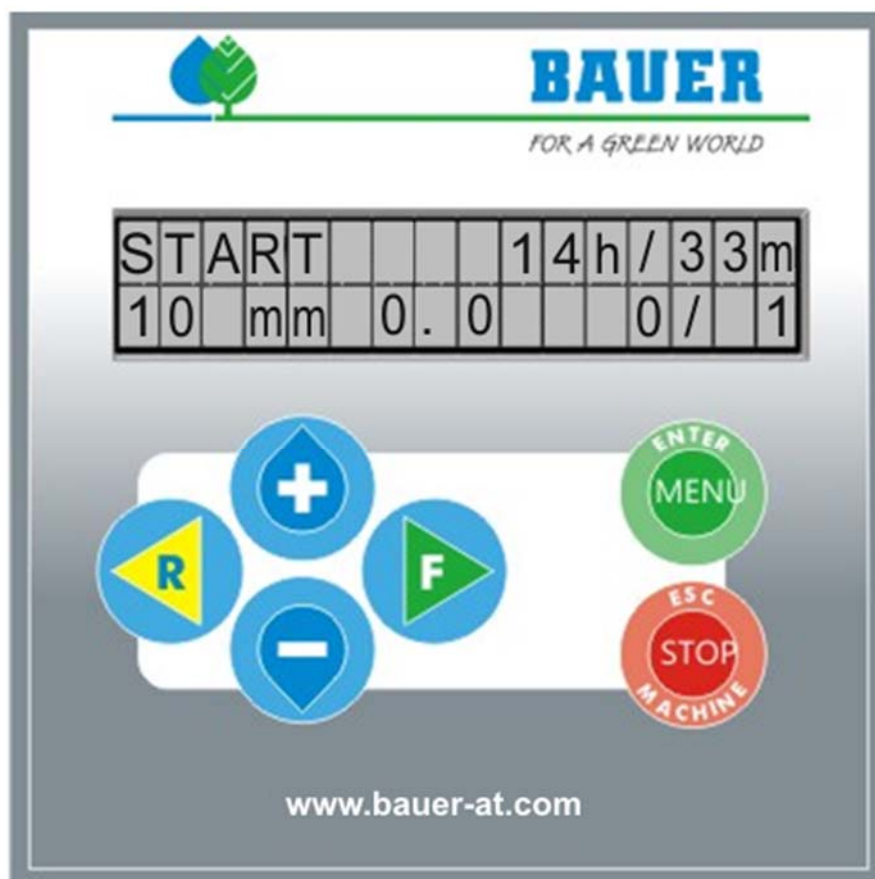 BAUER
FOR A GREEN WORLD
START 14h/33m
10 mm 0.0 0/ 1
+
R
F
-
ENTER
MENU
ESC
STOP
MACHINE
www.bauer-at.com